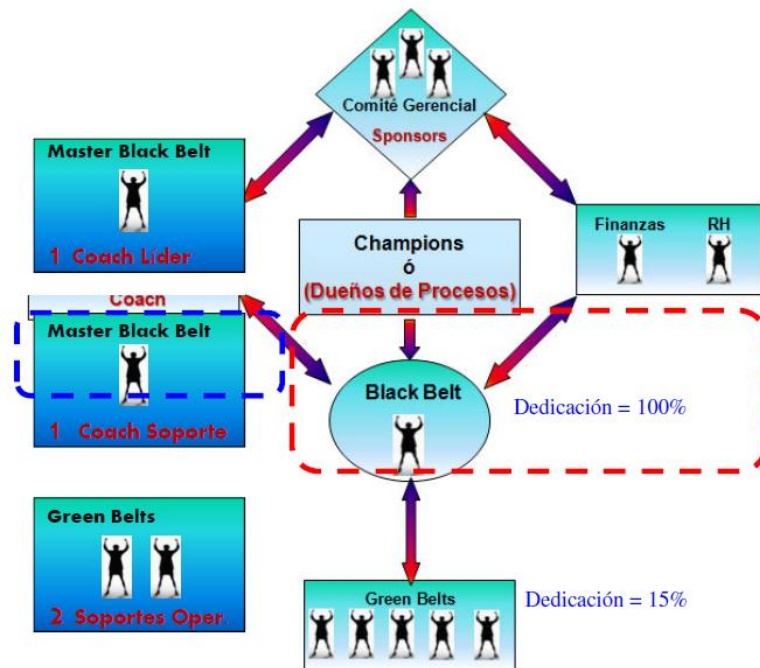 Comité Gerencial
Sponsors
Master Black Belt
1 Coach Líder
Champions
ó
(Dueños de Procesos)
Finanzas
RH
Coach
Master Black Belt
1 Coach Soporte
Black Belt
Dedicación = 100%
Green Belts
2 Soportes Oper.
Green Belts
Dedicación = 15%